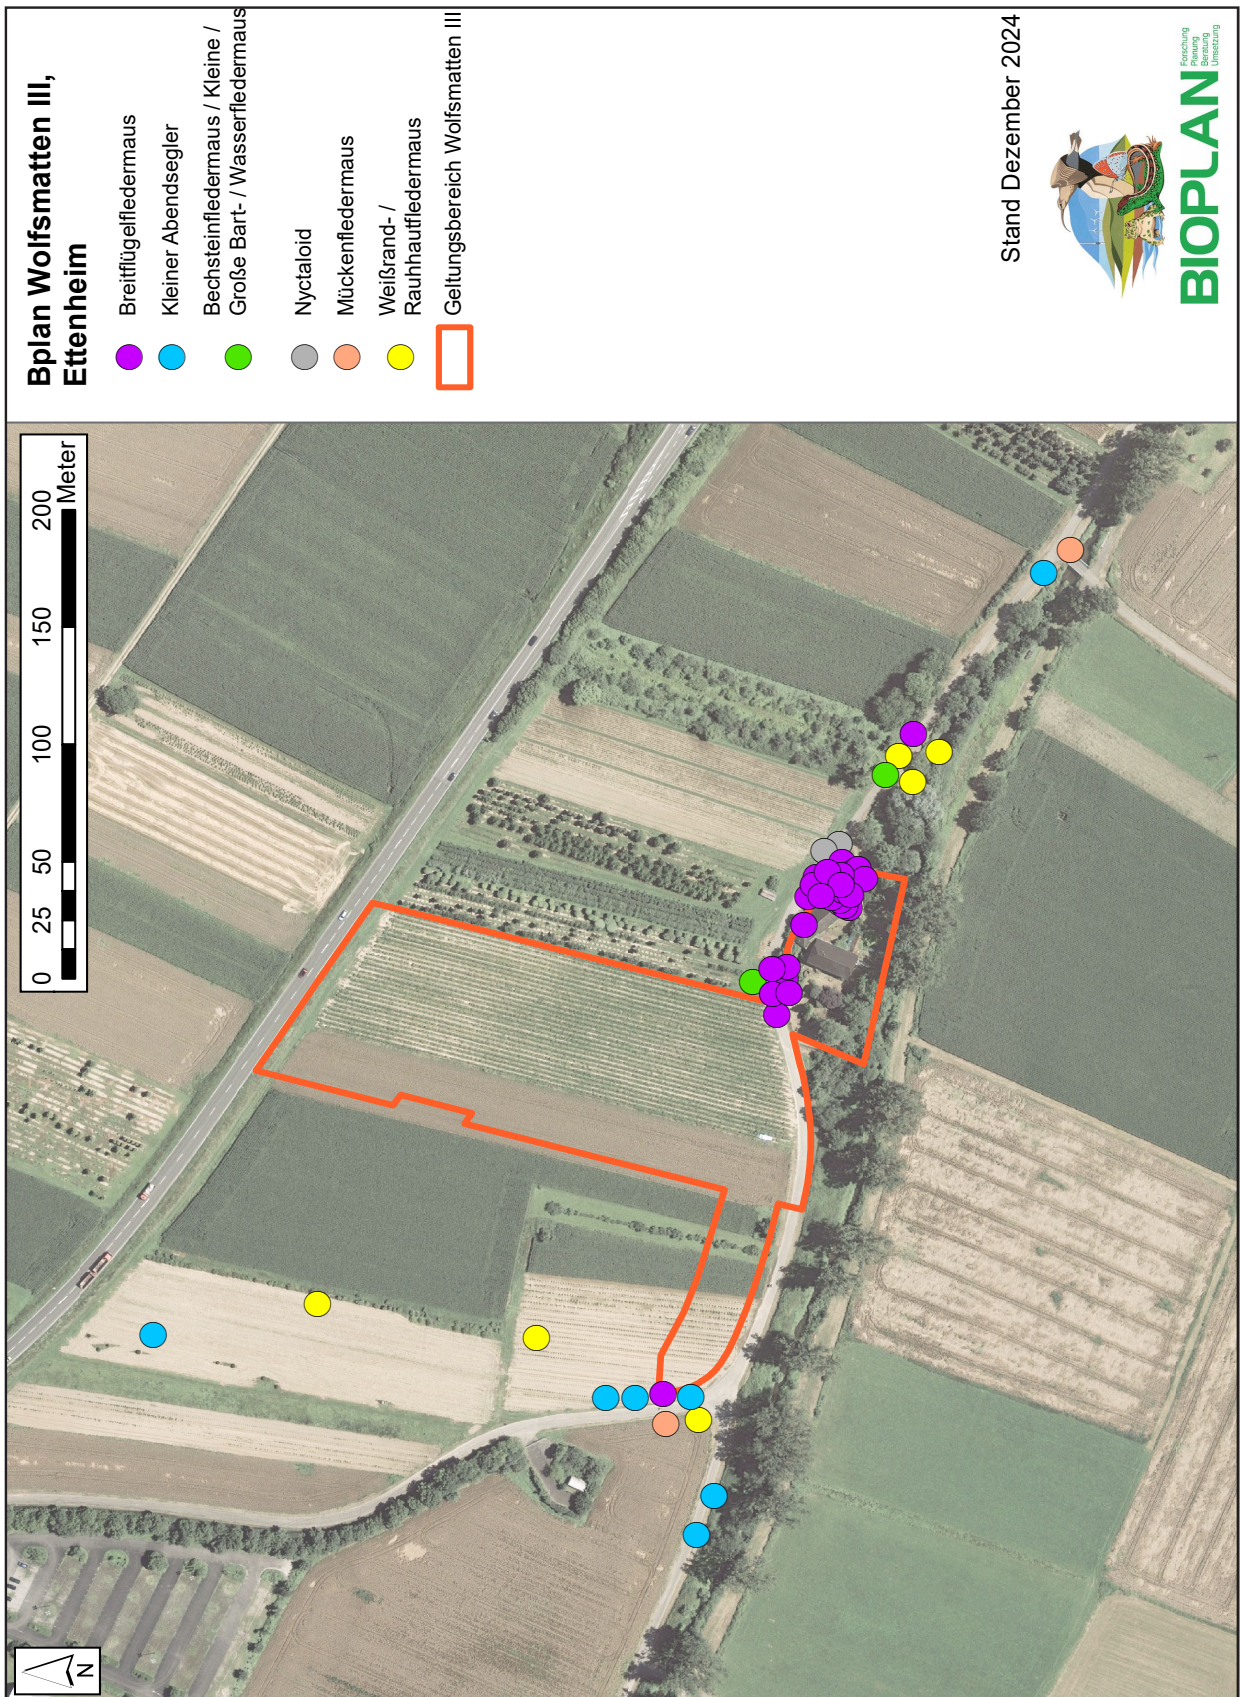 Bplan Wolfsmatten III,
Ettenheim
Breitflügelfledermaus
Kleiner Abendsegler
Bechsteinfledermaus / Kleine /
Große Bart- / Wasserfledermaus
Nyctaloid
Mückenfledermaus
Weißrand- /
Rauhhautfledermaus
Geltungsbereich Wolfsmatten III
Stand Dezember 2024
BIOPLAN
Forschung
Planung
Beratung
Umsetzung
0 25 50 100 150 200
Meter
N